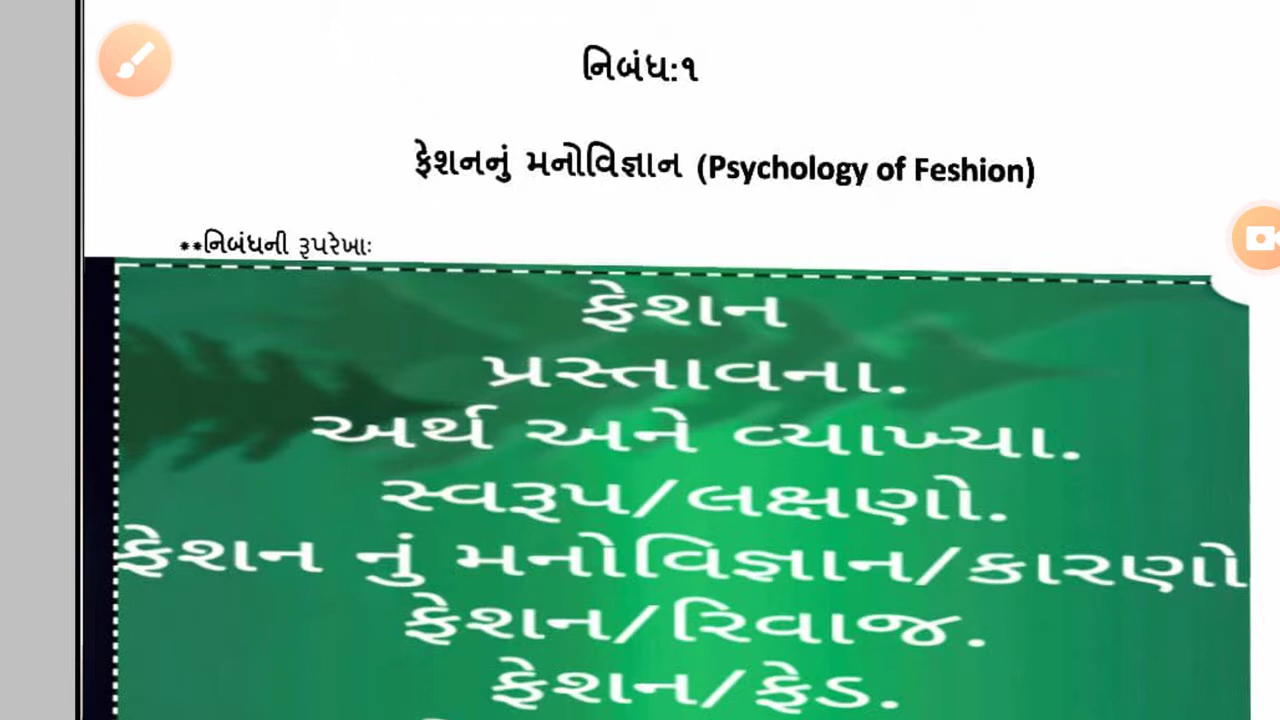 નિબંધ:૧
ફેશનનું મનોવિજ્ઞાન (Psychology of Feshion)
**નિબંધની રૂપરેખાઃ
ફેશન
પ્રસ્તાવના.
અર્થ અને વ્યાખ્યા.
સ્વરૂપ/લક્ષણો.
ફેશન નું મનોવિજ્ઞાન/કારણો
ફેશન/રિવાજ.
ફેશન/ફેડ.